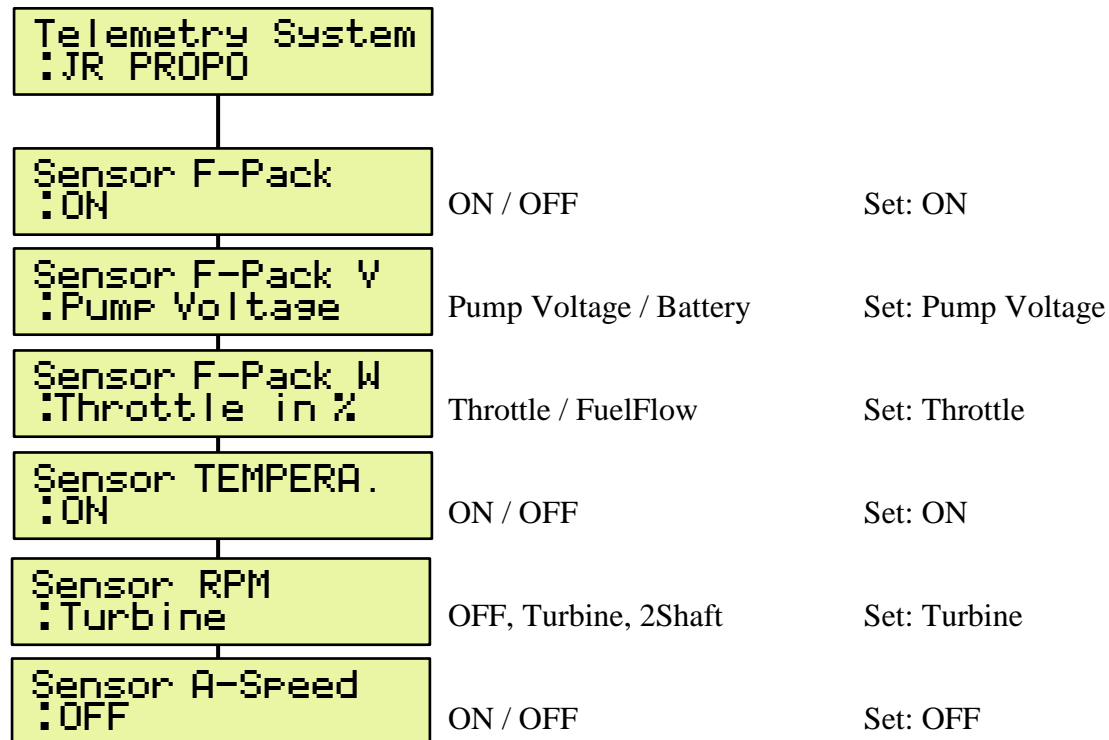 Telemetry System
:JR PROPO
Sensor F-Pack
:ON
ON / OFF
Set: ON
Sensor F-Pack V
:Pump Voltage
Pump Voltage / Battery
Set: Pump Voltage
Sensor F-Pack W
:Throttle in %
Throttle / FuelFlow
Set: Throttle
Sensor TEMPERA.
:ON
ON / OFF
Set: ON
Sensor RPM
:Turbine
OFF, Turbine, 2Shaft
Set: Turbine
Sensor A-Speed
:OFF
ON / OFF
Set: OFF